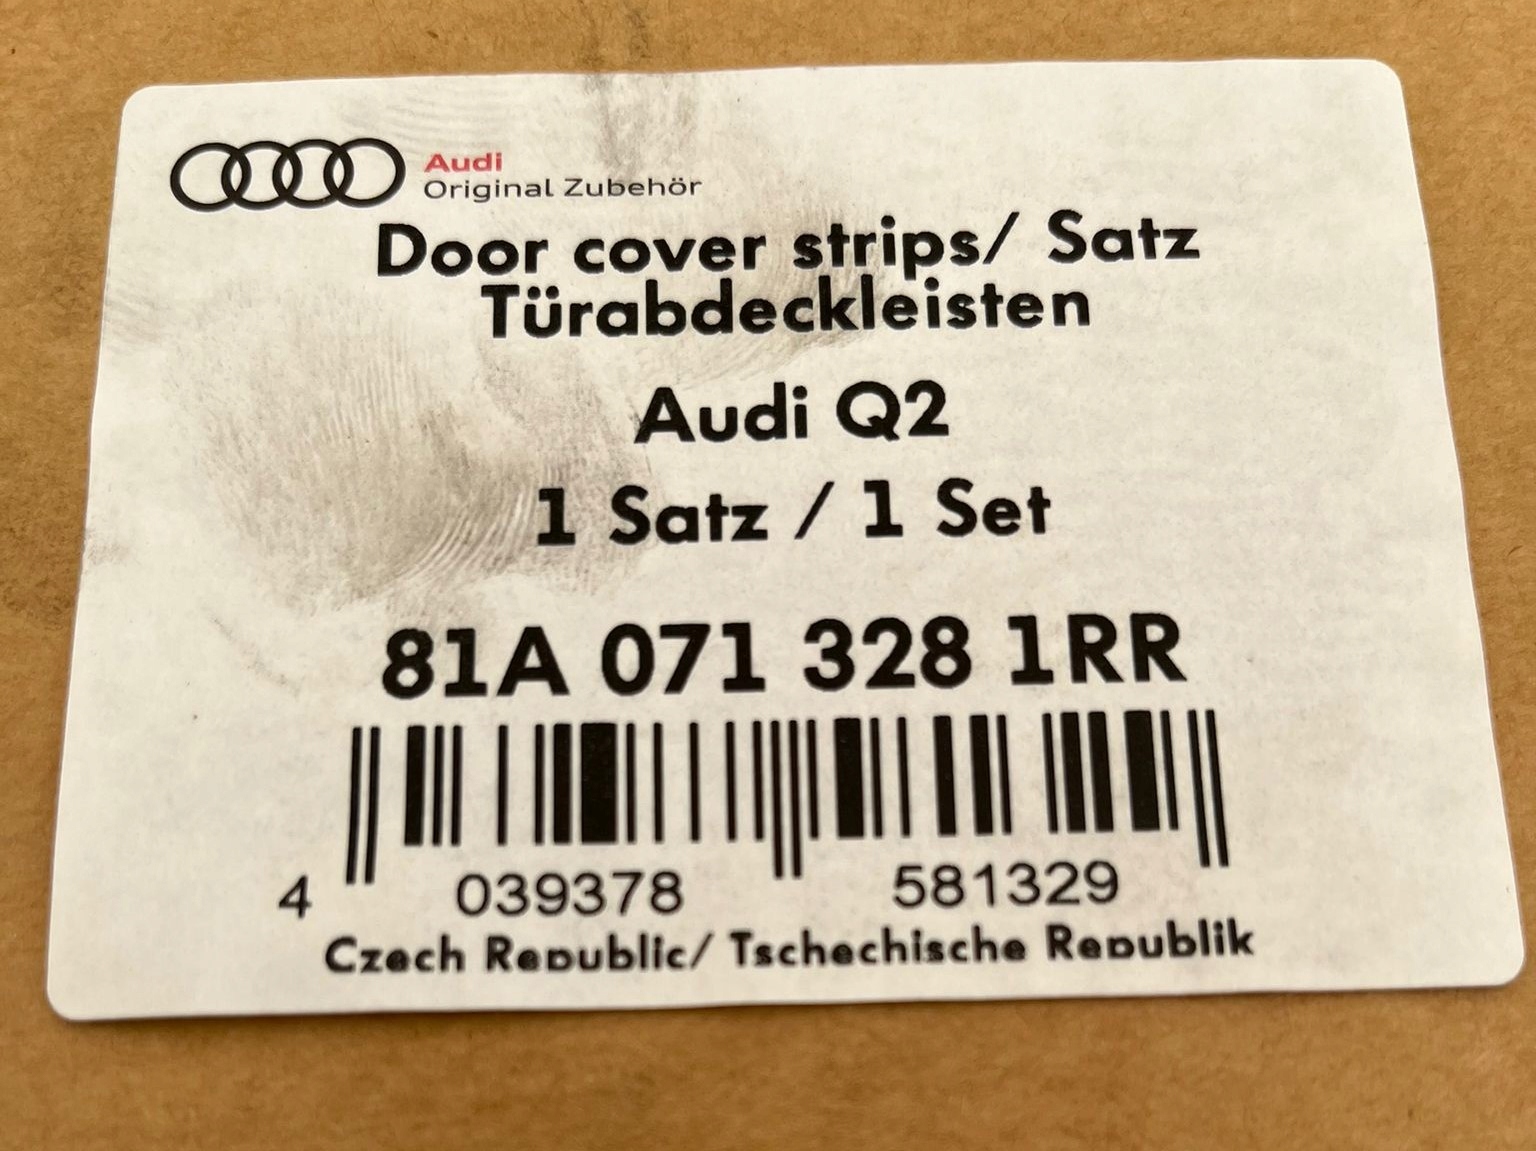 Audi
Original Zubehör
Door cover strips/ Satz
Türabdeckleisten
Audi Q2
1 Satz / 1 Set
81A 071 328 1RR
4 039378 581329
Czech Republic/ Tschechische Republik